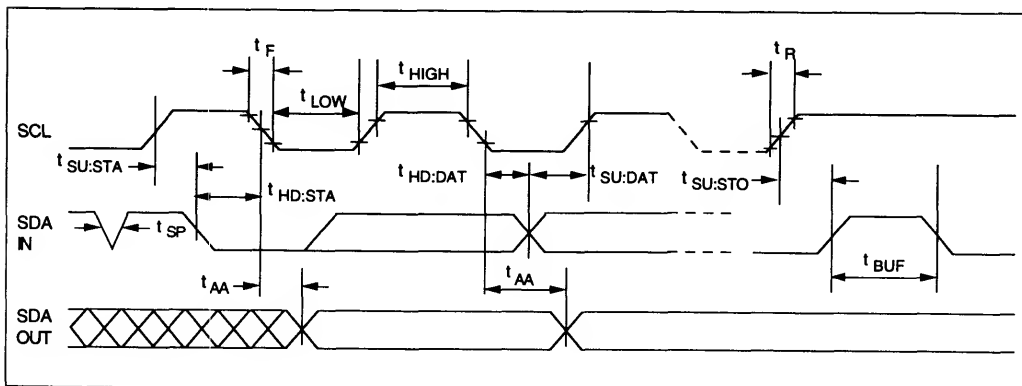 t F
t R
t HIGH
t LOW
SCL
t SU:STA
t HD:STA
t HD:DAT
t SU:DAT
t SU:STO
SDA
IN
t SP
t BUF
t AA
t AA
SDA
OUT